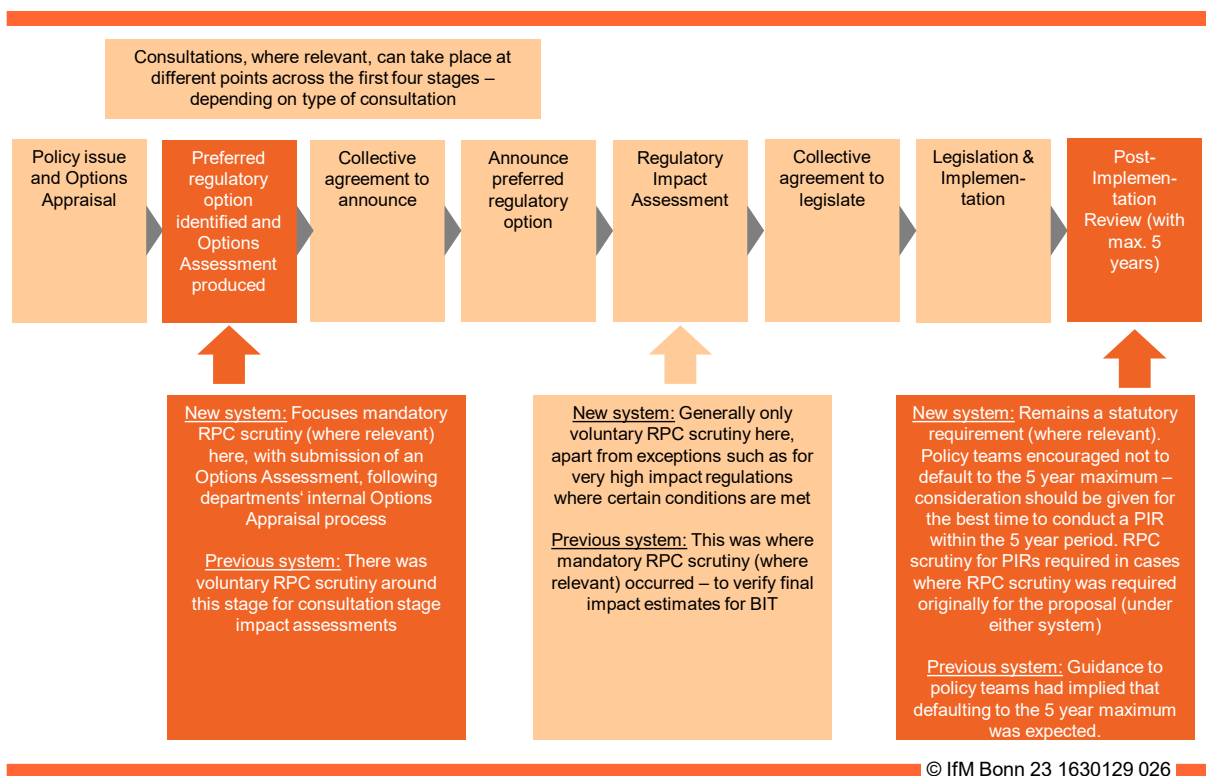 Consultations, where relevant, can take place at
different points across the first four stages –
depending on type of consultation
Policy issue
and Options
Appraisal
Preferred
regulatory
option
identified and
Options
Assessment
produced
Collective
agreement to
announce
Announce
preferred
regulatory
option
Regulatory
Impact
Assessment
Collective
agreement to
legislate
Legislation &
Implemen-
tation
Post-
Implemen-
tation
Review (with
max. 5
years)
New system: Focuses mandatory
RPC scrutiny (where relevant)
here, with submission of an
Options Assessment, following
departments‘ internal Options
Appraisal process
Previous system: There was
voluntary RPC scrutiny around
this stage for consultation stage
impact assessments
New system: Generally only
voluntary RPC scrutiny here,
apart from exceptions such as for
very high impact regulations
where certain conditions are met
Previous system: This was where
mandatory RPC scrutiny (where
relevant) occurred – to verify final
impact estimates for BIT
New system: Remains a statutory
requirement (where relevant).
Policy teams encouraged not to
default to the 5 year maximum –
consideration should be given for
the best time to conduct a PIR
within the 5 year period. RPC
scrutiny for PIRs required in cases
where RPC scrutiny was required
originally for the proposal (under
either system)
Previous system: Guidance to
policy teams had implied that
defaulting to the 5 year maximum
was expected.
© IfM Bonn 23 1630129 026